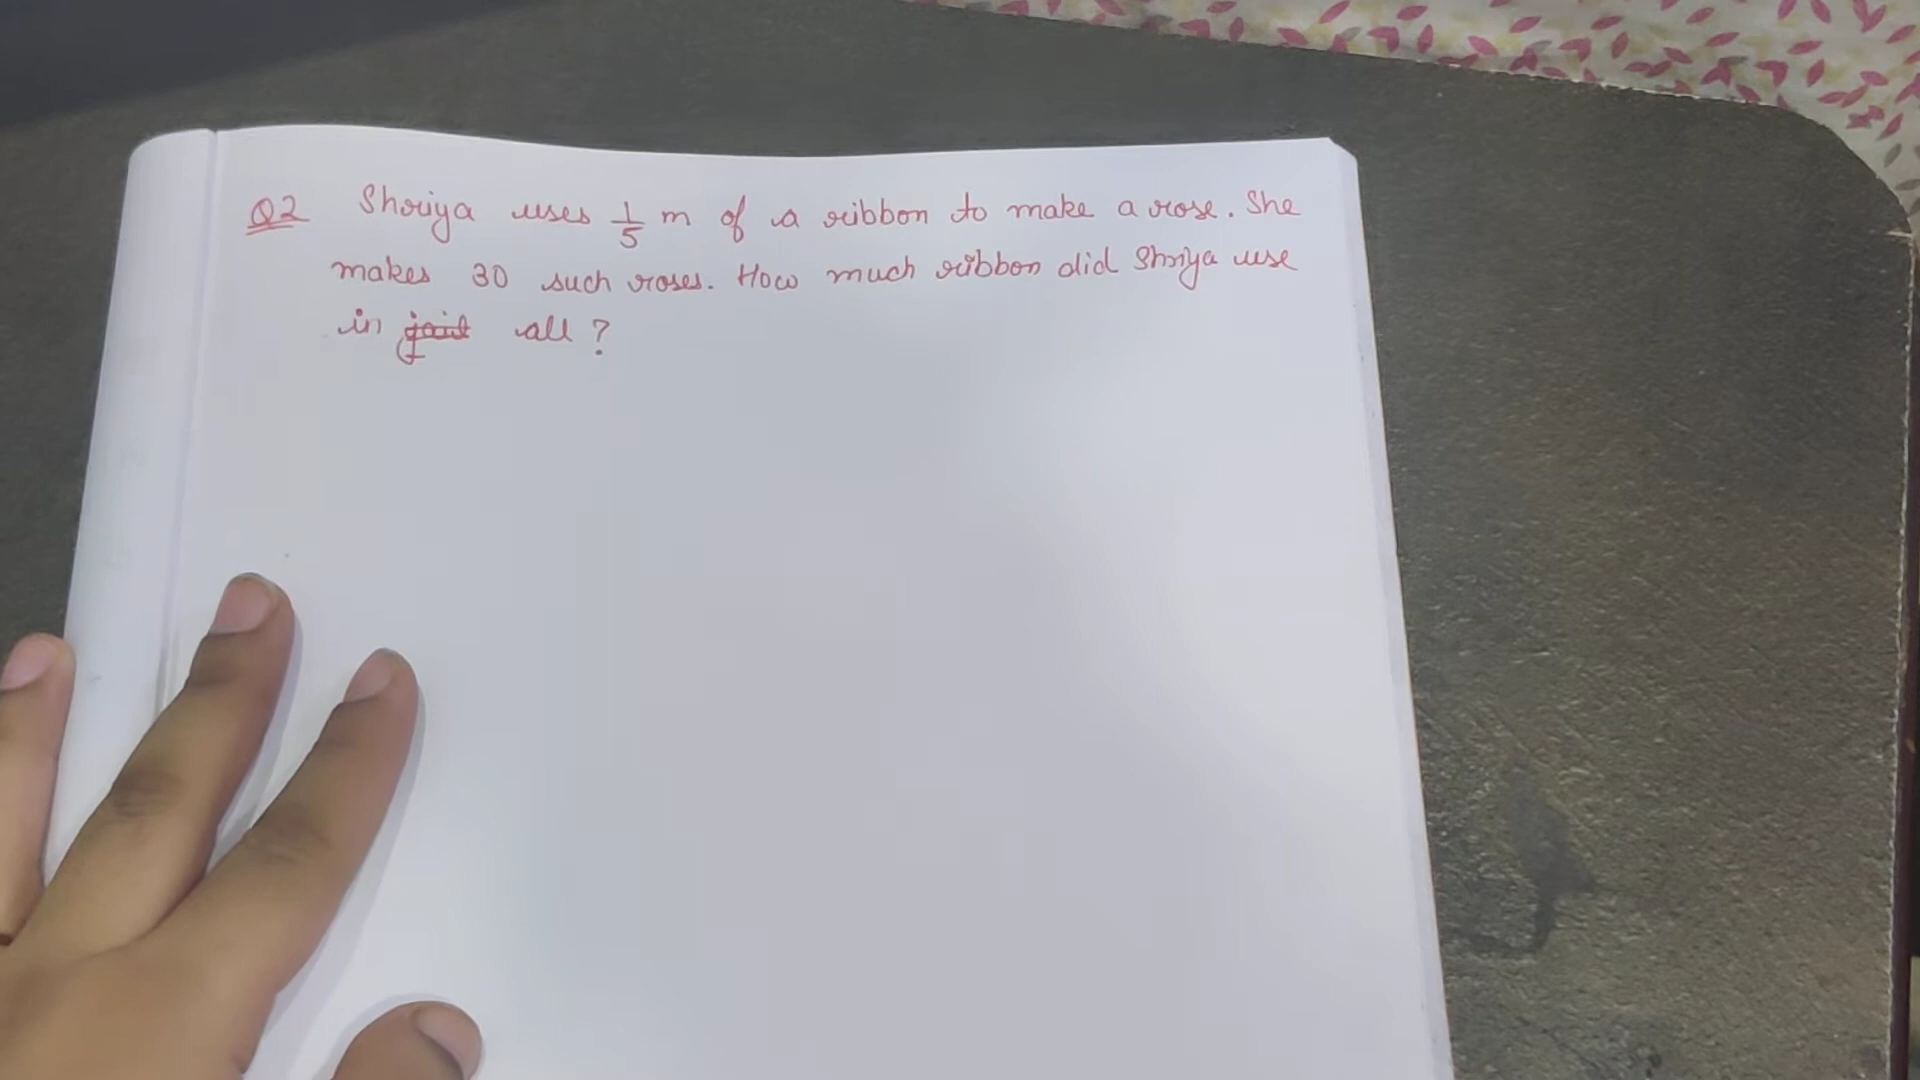 Q2 Shriya uses 1/5 m of a ribbon to make a rose. She
makes 30 such roses. How much ribbon did Shriya use
in all ?